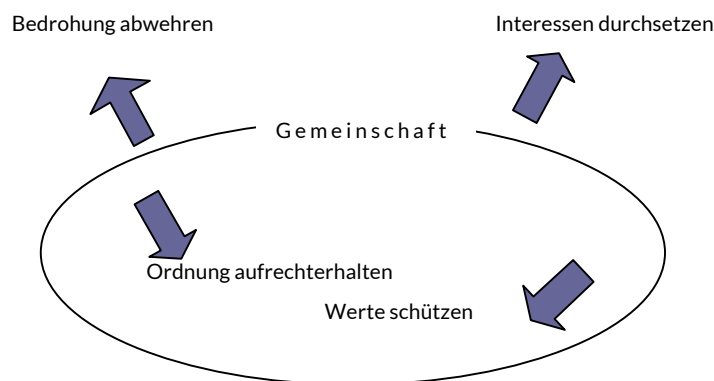 Bedrohung abwehren
Interessen durchsetzen
Gemeinschaft
Ordnung aufrechterhalten
Werte schützen